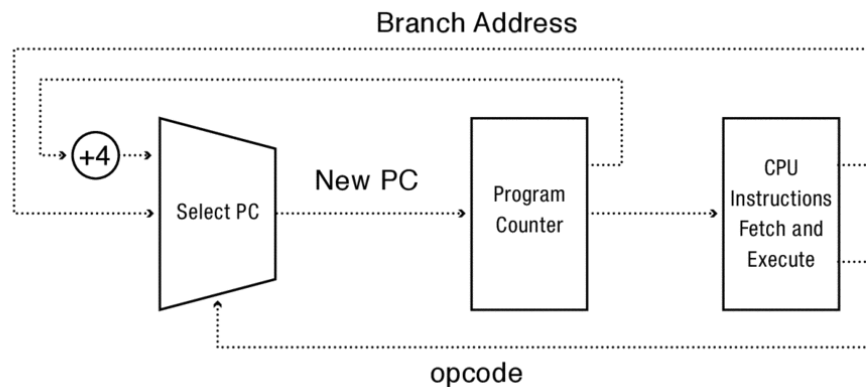 Branch Address
+4
Select PC
New PC
Program
Counter
CPU
Instructions
Fetch and
Execute
opcode